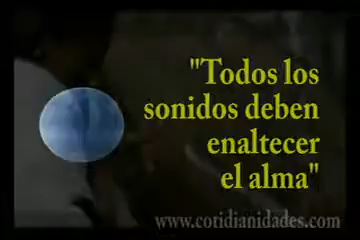 "Todos los
sonidos deben
enaltecer
el alma"
www.cotidianidades.com